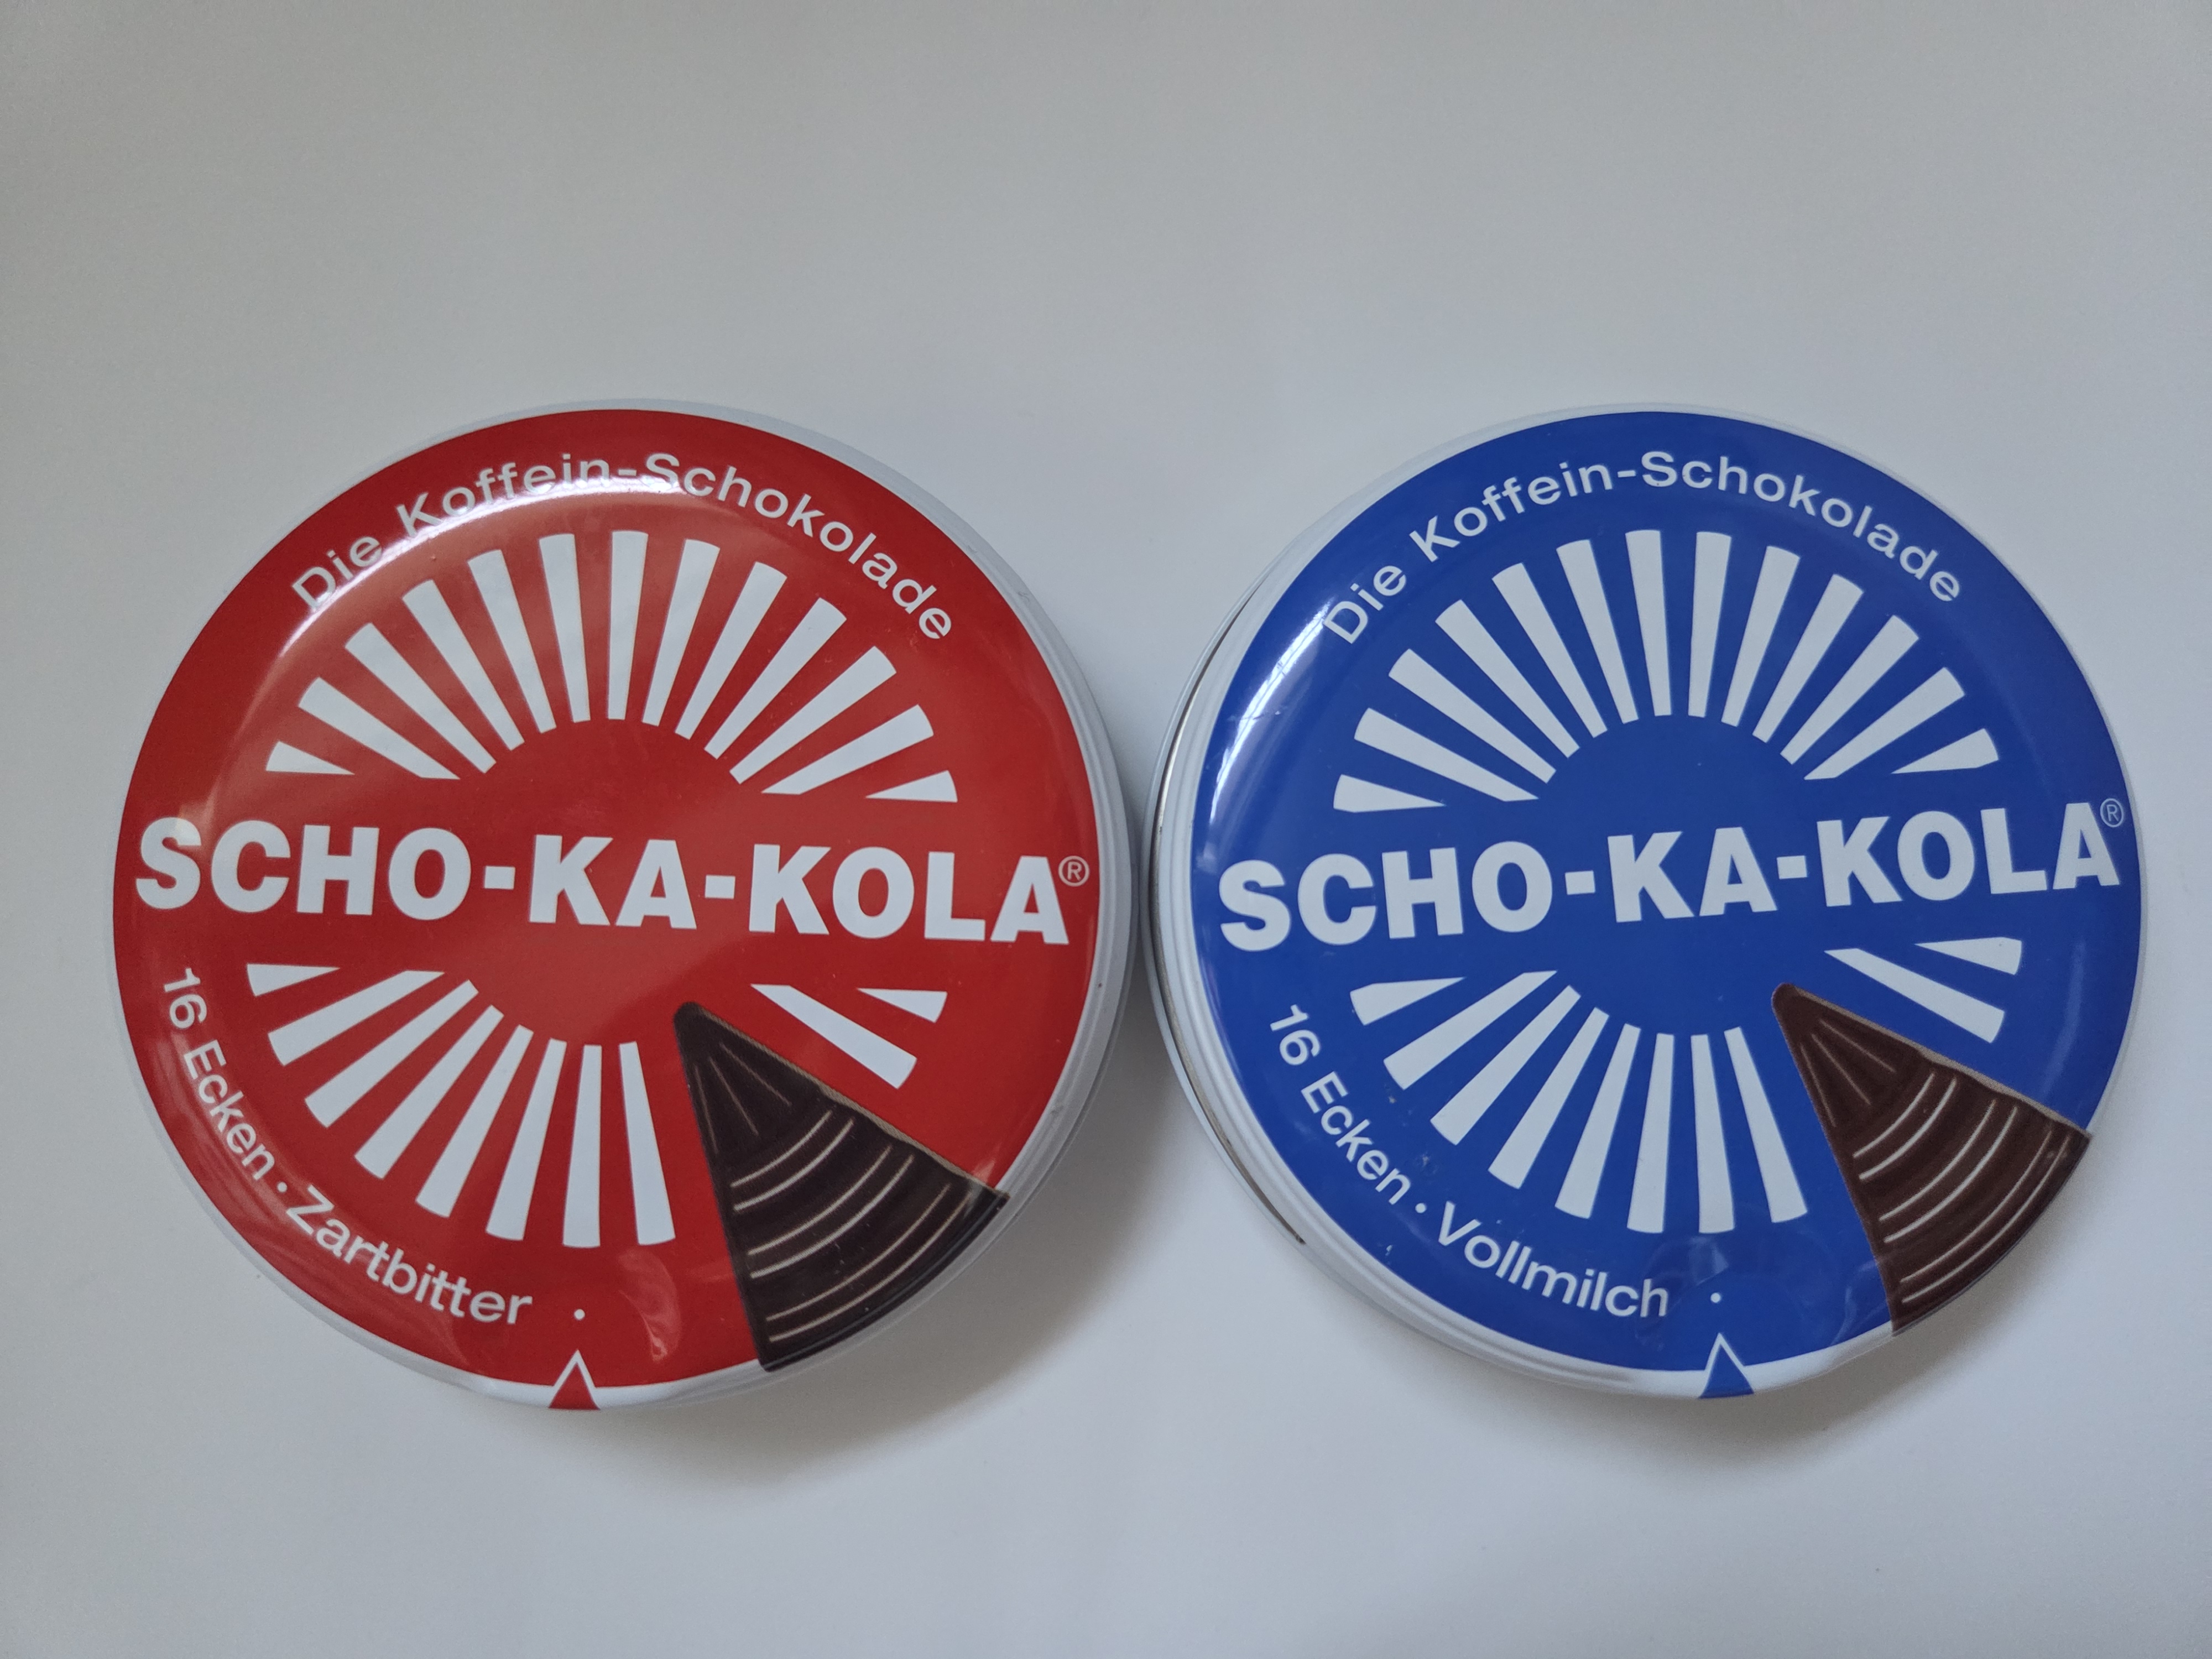 Die Koffein-Schokolade
SCHO-KA-KOLA®
16 Ecken · Zartbitter ·
Die Koffein-Schokolade
SCHO-KA-KOLA®
16 Ecken · Vollmilch ·